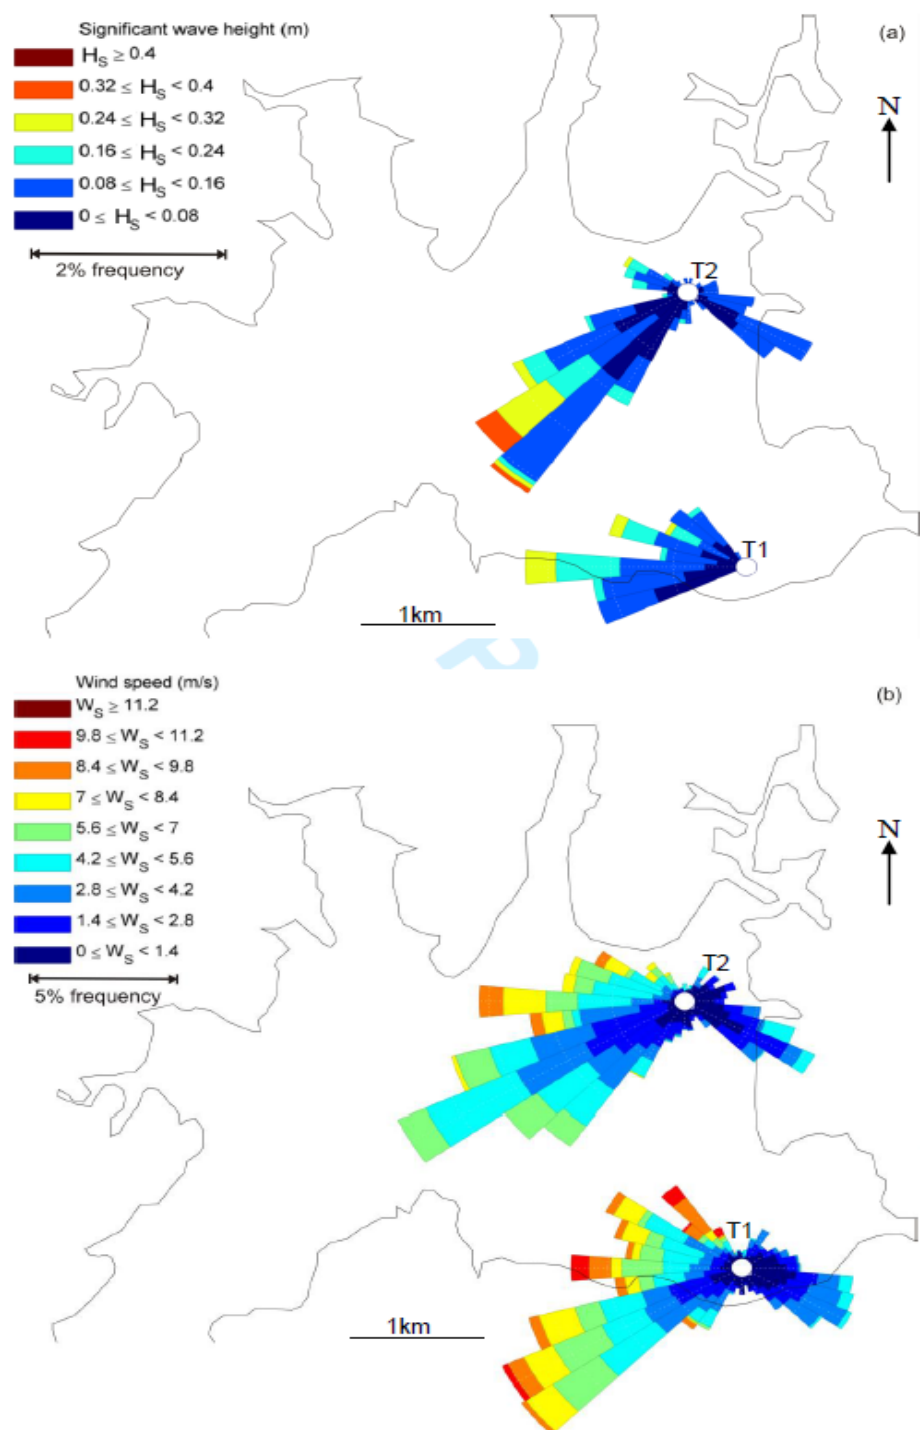 Significant wave height (m)
(a)
H_S ≥ 0.4
0.32 ≤ H_S < 0.4
0.24 ≤ H_S < 0.32
0.16 ≤ H_S < 0.24
0.08 ≤ H_S < 0.16
0 ≤ H_S < 0.08
N
2% frequency
T2
T1
1km
P
Wind speed (m/s)
(b)
W_S ≥ 11.2
9.8 ≤ W_S < 11.2
8.4 ≤ W_S < 9.8
7 ≤ W_S < 8.4
5.6 ≤ W_S < 7
4.2 ≤ W_S < 5.6
2.8 ≤ W_S < 4.2
1.4 ≤ W_S < 2.8
0 ≤ W_S < 1.4
N
5% frequency
T2
T1
1km